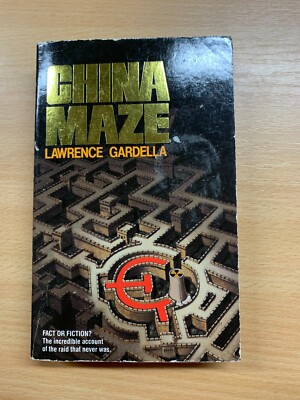 CHINA
MAZE
LAWRENCE GARDELLA
FACT OR FICTION?
The incredible account
of the raid that never was.